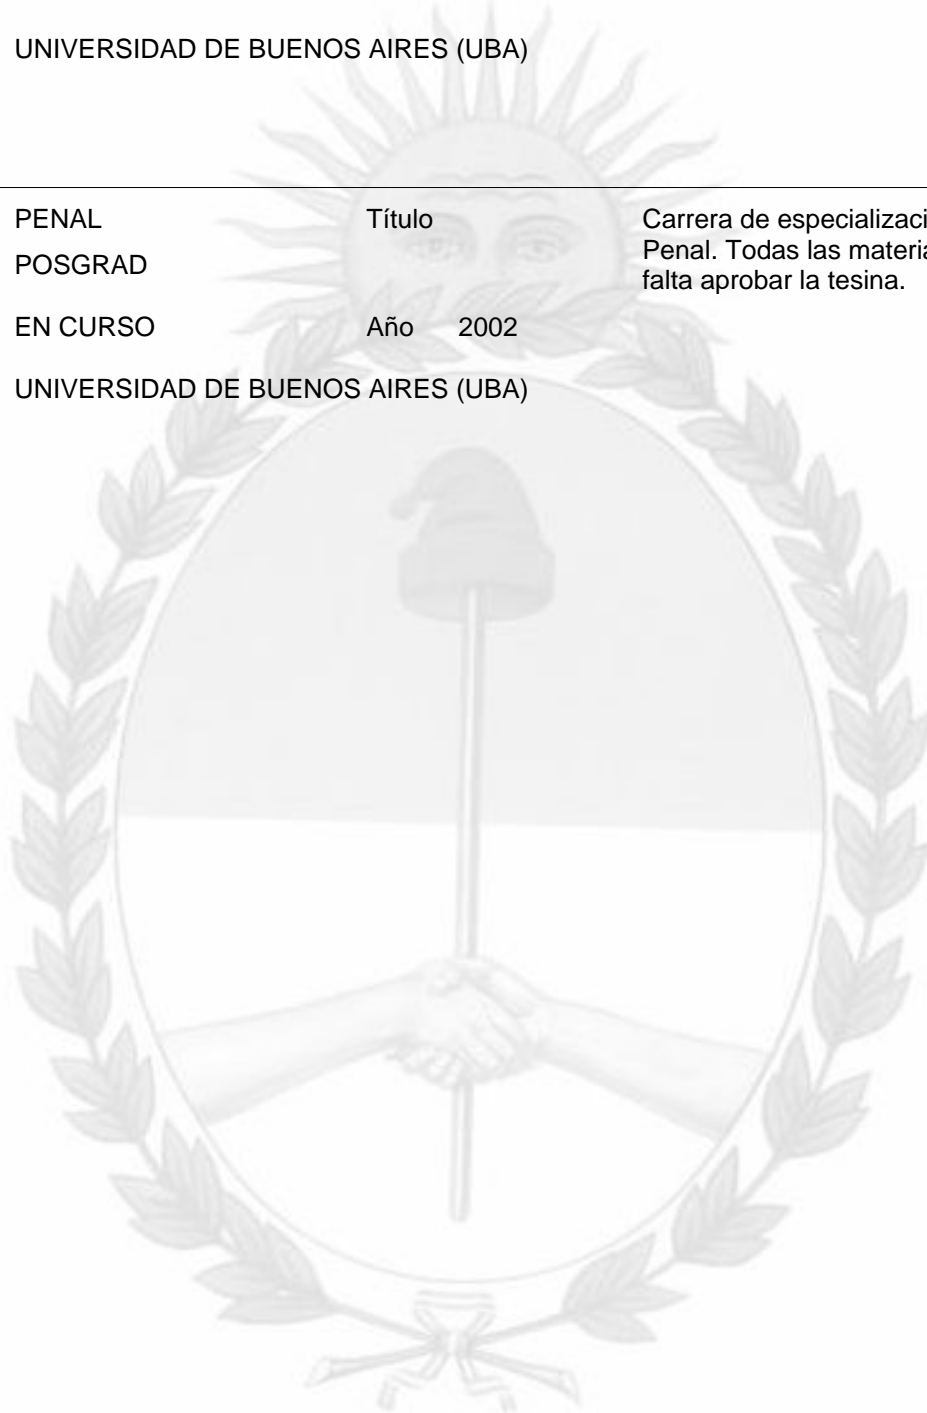 UNIVERSIDAD DE BUENOS AIRES (UBA)
PENAL Título Carrera de especializaci
POSGRAD Penal. Todas las materia
falta aprobar la tesina.
EN CURSO Año 2002
UNIVERSIDAD DE BUENOS AIRES (UBA)